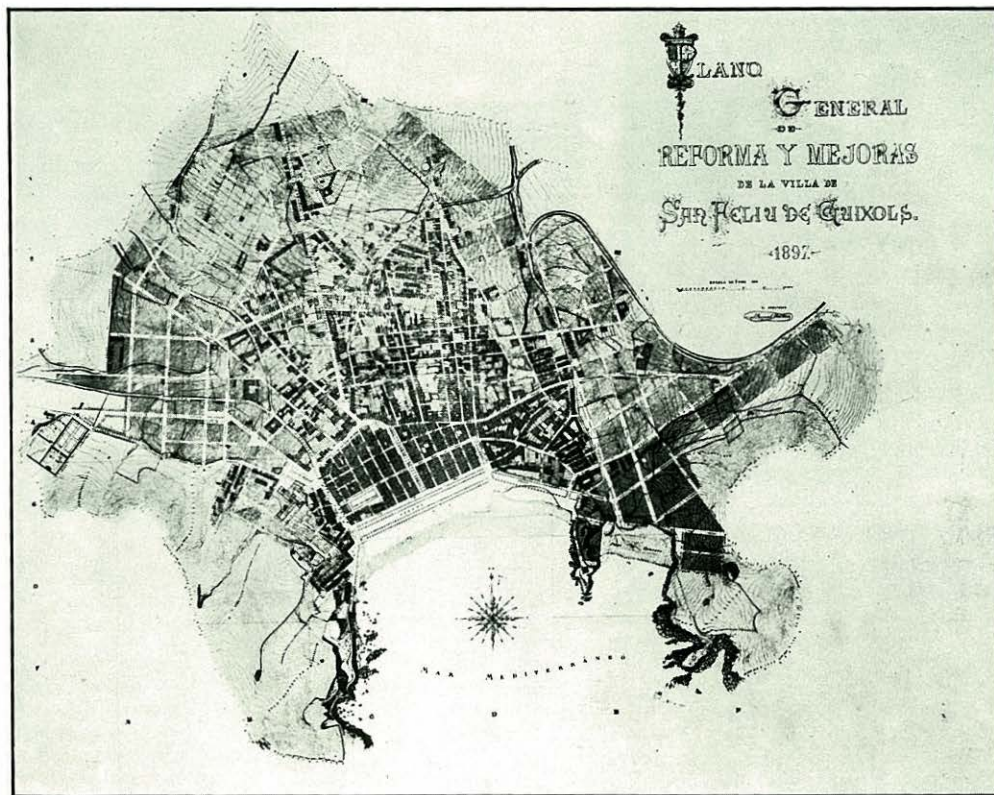 PLANO
GENERAL
DE
REFORMA Y MEJORAS
DE LA VILLA DE
SAN FELIU DE GUIXOLS.
-1897-
MAR MEDITERRÁNEO